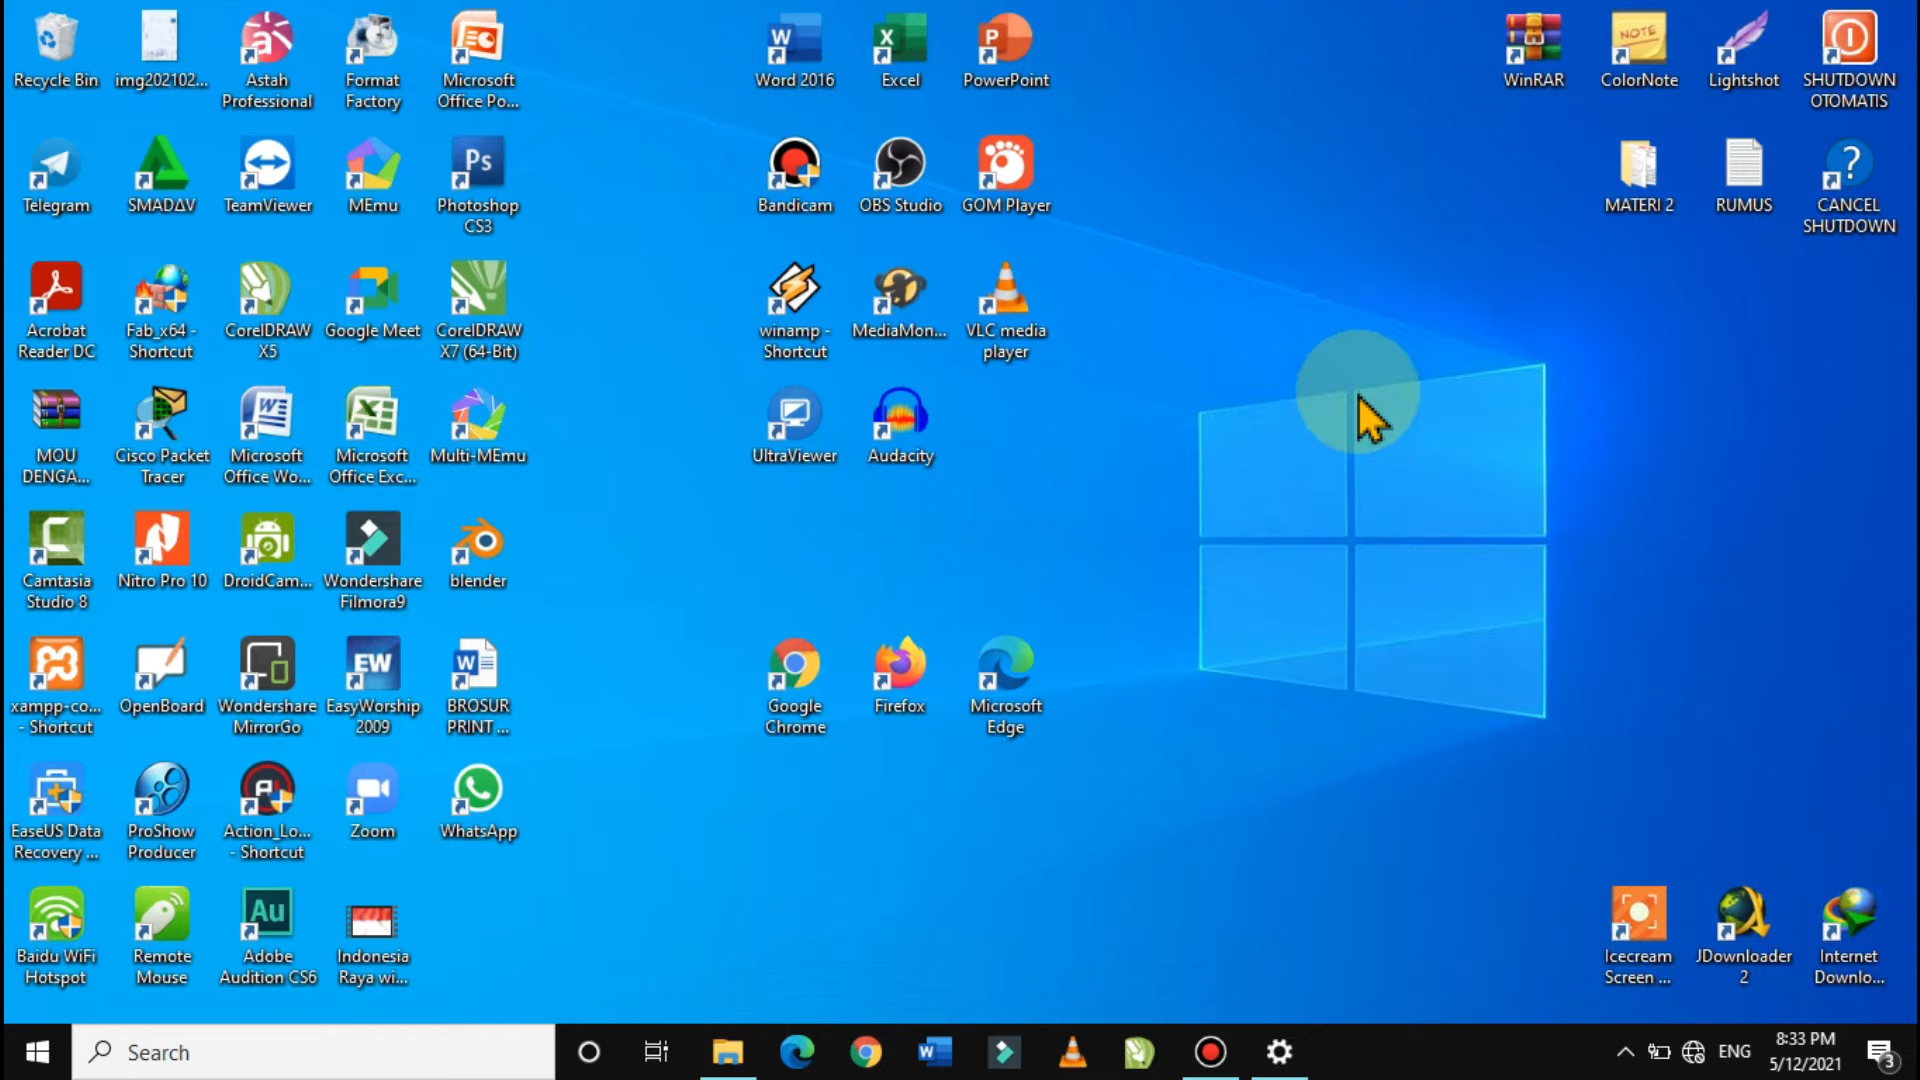 Recycle Bin
img202102...
Astah
Professional
Format
Factory
Microsoft
Office Po...
Word 2016
Excel
PowerPoint
WinRAR
NOTE
ColorNote
Lightshot
SHUTDOWN
OTOMATIS
Telegram
SMADΔV
TeamViewer
MEmu
Ps
Photoshop
CS3
Bandicam
OBS Studio
GOM Player
MATERI 2
RUMUS
CANCEL
SHUTDOWN
Acrobat
Reader DC
Fab_x64 -
Shortcut
CorelDRAW
X5
Google Meet
CorelDRAW
X7 (64-Bit)
winamp -
Shortcut
MediaMon...
VLC media
player
MOU
DENGA...
Cisco Packet
Tracer
Microsoft
Office Wo...
Microsoft
Office Exc...
Multi-MEmu
UltraViewer
Audacity
Camtasia
Studio 8
Nitro Pro 10
DroidCam...
Wondershare
Filmora9
blender
xampp-co...
- Shortcut
OpenBoard
Wondershare
MirrorGo
EW
EasyWorship
2009
BROSUR
PRINT ...
Google
Chrome
Firefox
Microsoft
Edge
EaseUS Data
Recovery ...
ProShow
Producer
Action_Lo...
- Shortcut
Zoom
WhatsApp
Baidu WiFi
Hotspot
Remote
Mouse
Au
Adobe
Audition CS6
Indonesia
Raya wi...
Icecream
Screen ...
JDownloader
2
Internet
Downlo...
Search
ENG
8:33 PM
5/12/2021
3